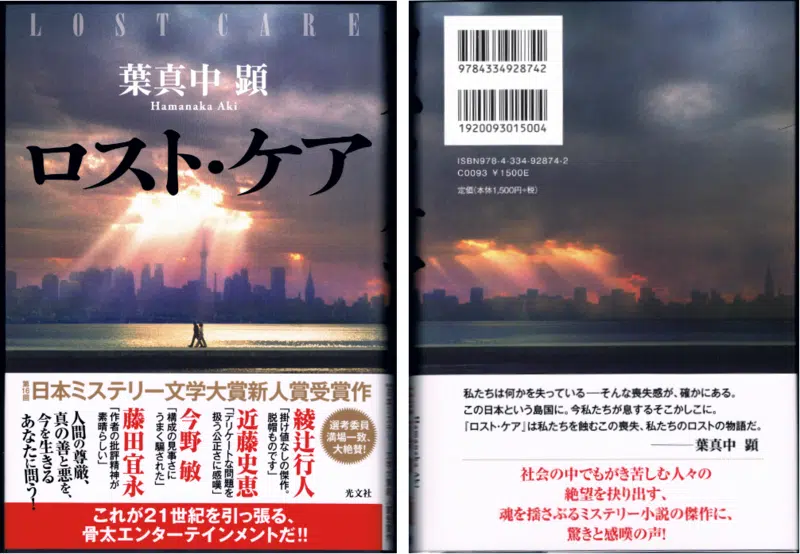 LOST CARE
葉真中 顕
Hamanaka Aki
ロスト・ケア
第16回
日本ミステリー文学大賞新人賞受賞作
選考委員
満場一致、
大絶賛!
綾辻行人
「掛け値なしの傑作。
脱帽ものです」
近藤史恵
「デリケートな問題を
扱う公正さに感嘆」
今野 敏
「構成の見事さに
うまく騙された」
藤田宜永
「作者の批評精神が
素晴らしい」
人間の尊厳、
真の善と悪を、
今を生きる
あなたに問う!
光文社
これが21世紀を引っ張る、
骨太エンターテインメントだ!!
9784334928742
1920093015004
ISBN978-4-334-92874-2
C0093 ¥1500E
定価(本体1,500円+税)
私たちは何かを失っている──そんな喪失感が、確かにある。
この日本という島国に。今私たちが息するそこかしこに。
『ロスト・ケア』は私たちを蝕むこの喪失、私たちのロストの物語だ。
──葉真中 顕
社会の中でもがき苦しむ人々の
絶望を抉り出す、
魂を揺さぶるミステリー小説の傑作に、
驚きと感嘆の声!